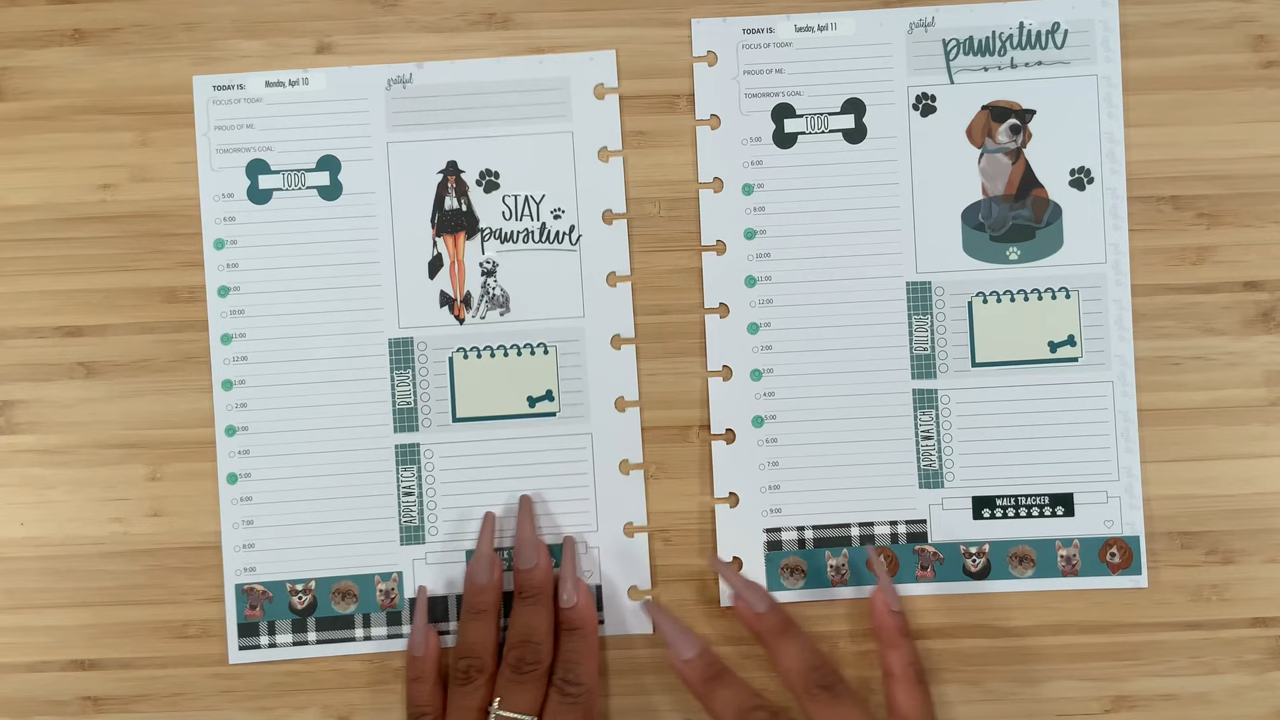 TODAY IS: Monday, April 10
FOCUS OF TODAY:
PROUD OF ME:
TOMORROW'S GOAL:
TODO
5:00
6:00
7:00
8:00
9:00
10:00
11:00
12:00
1:00
2:00
3:00
4:00
5:00
6:00
7:00
8:00
9:00
grateful
STAY
pawsitive
BILL DUE
APPLE WATCH
TODAY IS: Tuesday, April 11
FOCUS OF TODAY:
PROUD OF ME:
TOMORROW'S GOAL:
TODO
5:00
6:00
7:00
8:00
9:00
10:00
11:00
12:00
1:00
2:00
3:00
4:00
5:00
6:00
7:00
8:00
9:00
grateful
pawsitive
vibes
BILL DUE
APPLE WATCH
WALK TRACKER